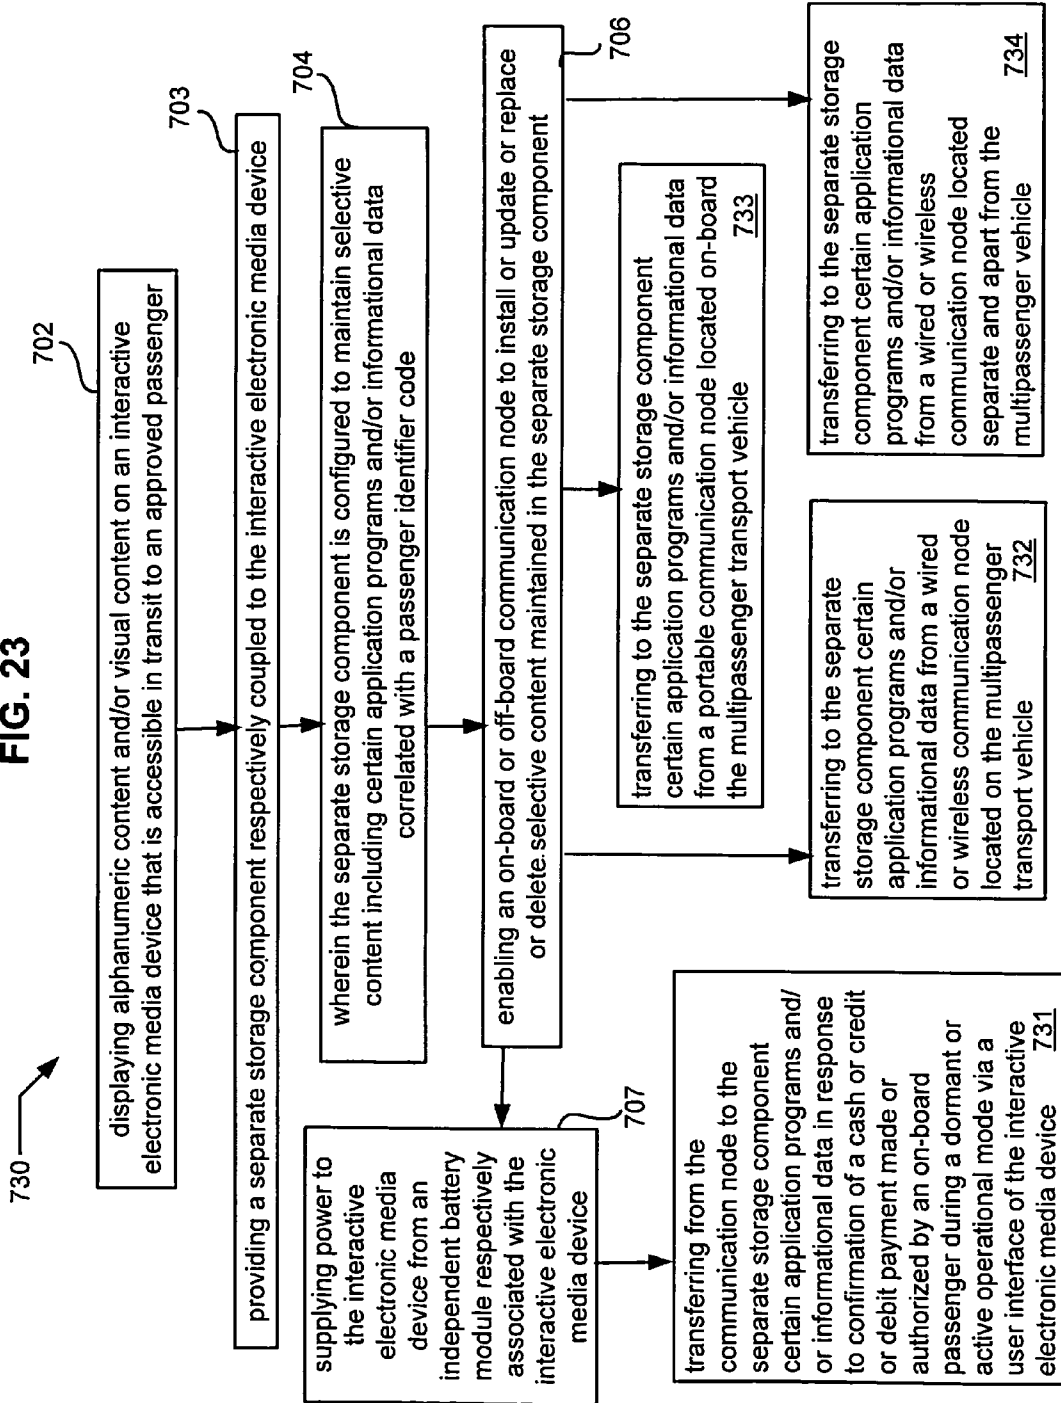 FIG. 23
730
702
displaying alphanumeric content and/or visual content on an interactive
electronic media device that is accessible in transit to an approved passenger
703
providing a separate storage component respectively coupled to the interactive electronic media device
704
wherein the separate storage component is configured to maintain selective
content including certain application programs and/or informational data
correlated with a passenger identifier code
706
enabling an on-board or off-board communication node to install or update or replace
or delete.selective content maintained in the separate storage component
707
supplying power to
the interactive
electronic media
device from an
independent battery
module respectively
associated with the
interactive electronic
media device
transferring from the
communication node to the
separate storage component
certain application programs and/
or informational data in response
to confirmation of a cash or credit
or debit payment made or
authorized by an on-board
passenger during a dormant or
active operational mode via a
user interface of the interactive
electronic media device 731
transferring to the separate
storage component certain
application programs and/or
informational data from a wired
or wireless communication node
located on the multipassenger
transport vehicle 732
transferring to the separate storage component
certain application programs and/or informational data
from a portable communication node located on-board
the multipassenger transport vehicle 733
transferring to the separate storage
component certain application
programs and/or informational data
from a wired or wireless
communication node located
separate and apart from the
multipassenger vehicle 734